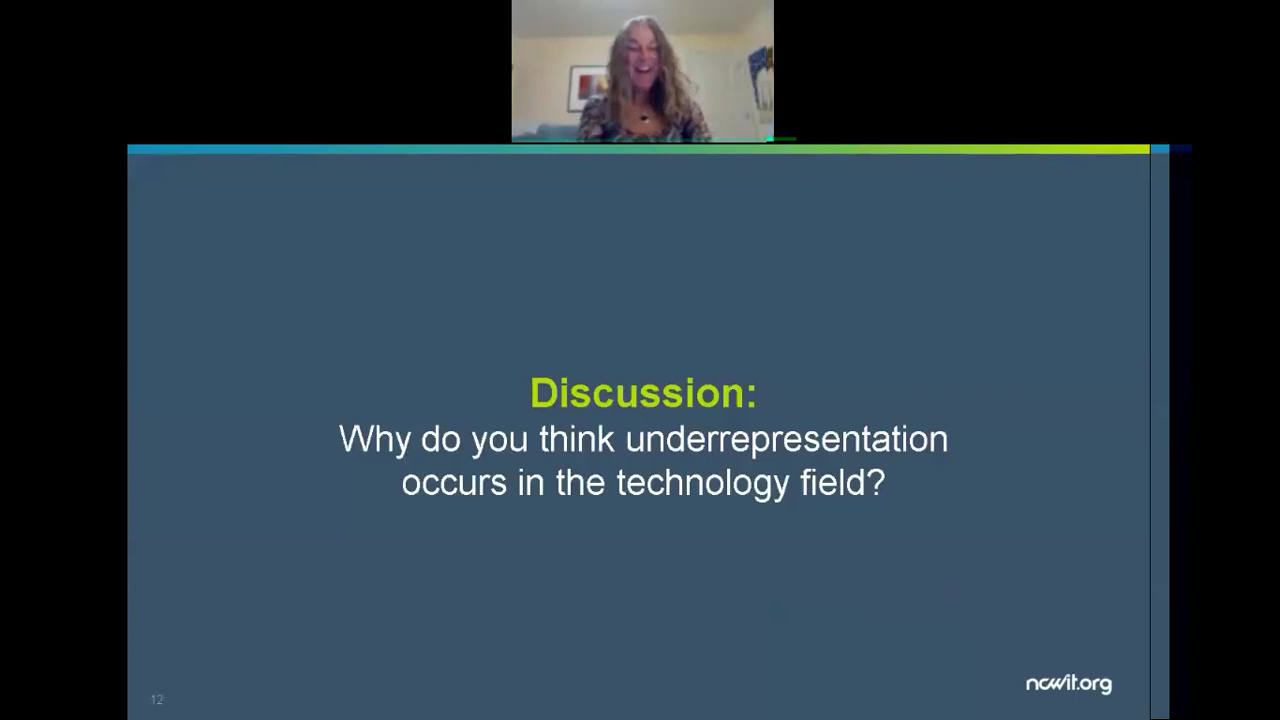 Discussion:
Why do you think underrepresentation
occurs in the technology field?
12
ncwit.org